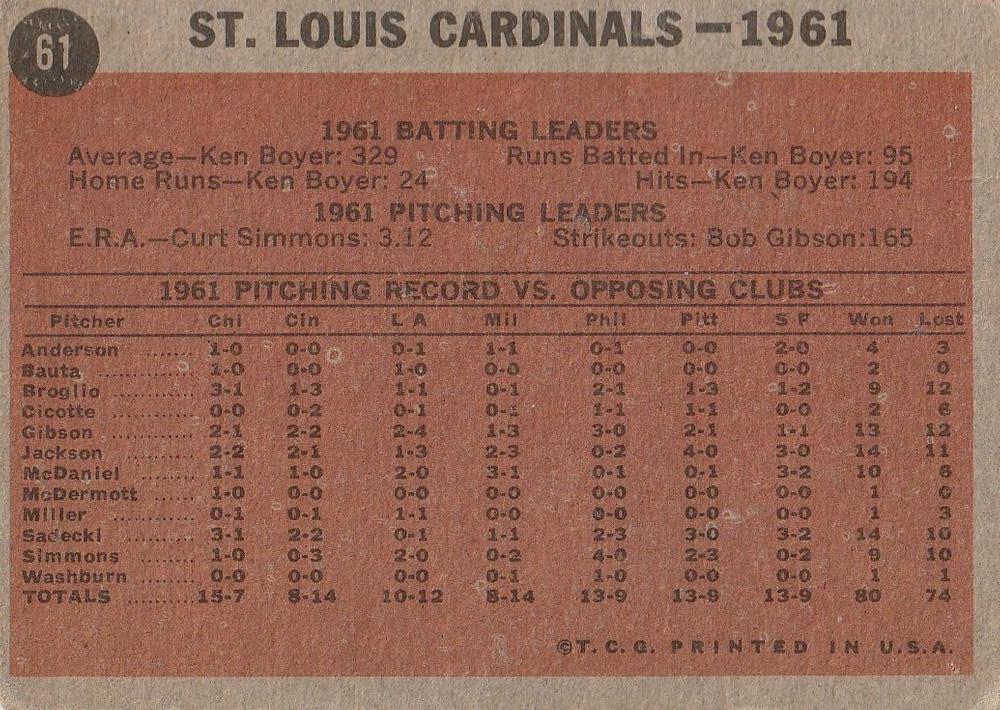 61
ST. LOUIS CARDINALS—1961
1961 BATTING LEADERS
Average—Ken Boyer: 329 Runs Batted In—Ken Boyer: 95
Home Runs—Ken Boyer: 24 Hits—Ken Boyer: 194
1961 PITCHING LEADERS
E.R.A.—Curt Simmons: 3.12 Strikeouts: Bob Gibson:165
1961 PITCHING RECORD VS. OPPOSING CLUBS
Pitcher Chi Cin L A Mil Phil Pitt S F Won Lost
Anderson ........ 1-0 0-0 0-1 1-1 0-1 0-0 2-0 4 3
Bauta ............... 1-0 0-0 1-0 0-0 0-0 0-0 0-0 2 0
Broglio ............ 3-1 1-3 1-1 0-1 2-1 1-3 1-2 9 12
Cicotte ............. 0-0 0-2 0-1 0-1 1-1 1-1 0-0 2 6
Gibson ............. 2-1 2-2 2-4 1-3 3-0 2-1 1-1 13 12
Jackson ........... 2-2 2-1 1-3 2-3 0-2 4-0 3-0 14 11
McDaniel ......... 1-1 1-0 2-0 3-1 0-1 0-1 3-2 10 6
McDermott ...... 1-0 0-0 0-0 0-0 0-0 0-0 0-0 1 0
Miller ............. 0-1 0-1 1-1 0-0 0-0 0-0 0-0 1 3
Sadecki ........... 3-1 2-2 0-1 1-1 2-3 3-0 3-2 14 10
Simmons ......... 1-0 0-3 2-0 0-2 4-0 2-3 0-2 9 10
Washburn ........ 0-0 0-0 0-0 0-1 1-0 0-0 0-0 1 1
TOTALS ........... 15-7 8-14 10-12 8-14 13-9 13-9 13-9 80 74
©T.C.G. PRINTED IN U.S.A.